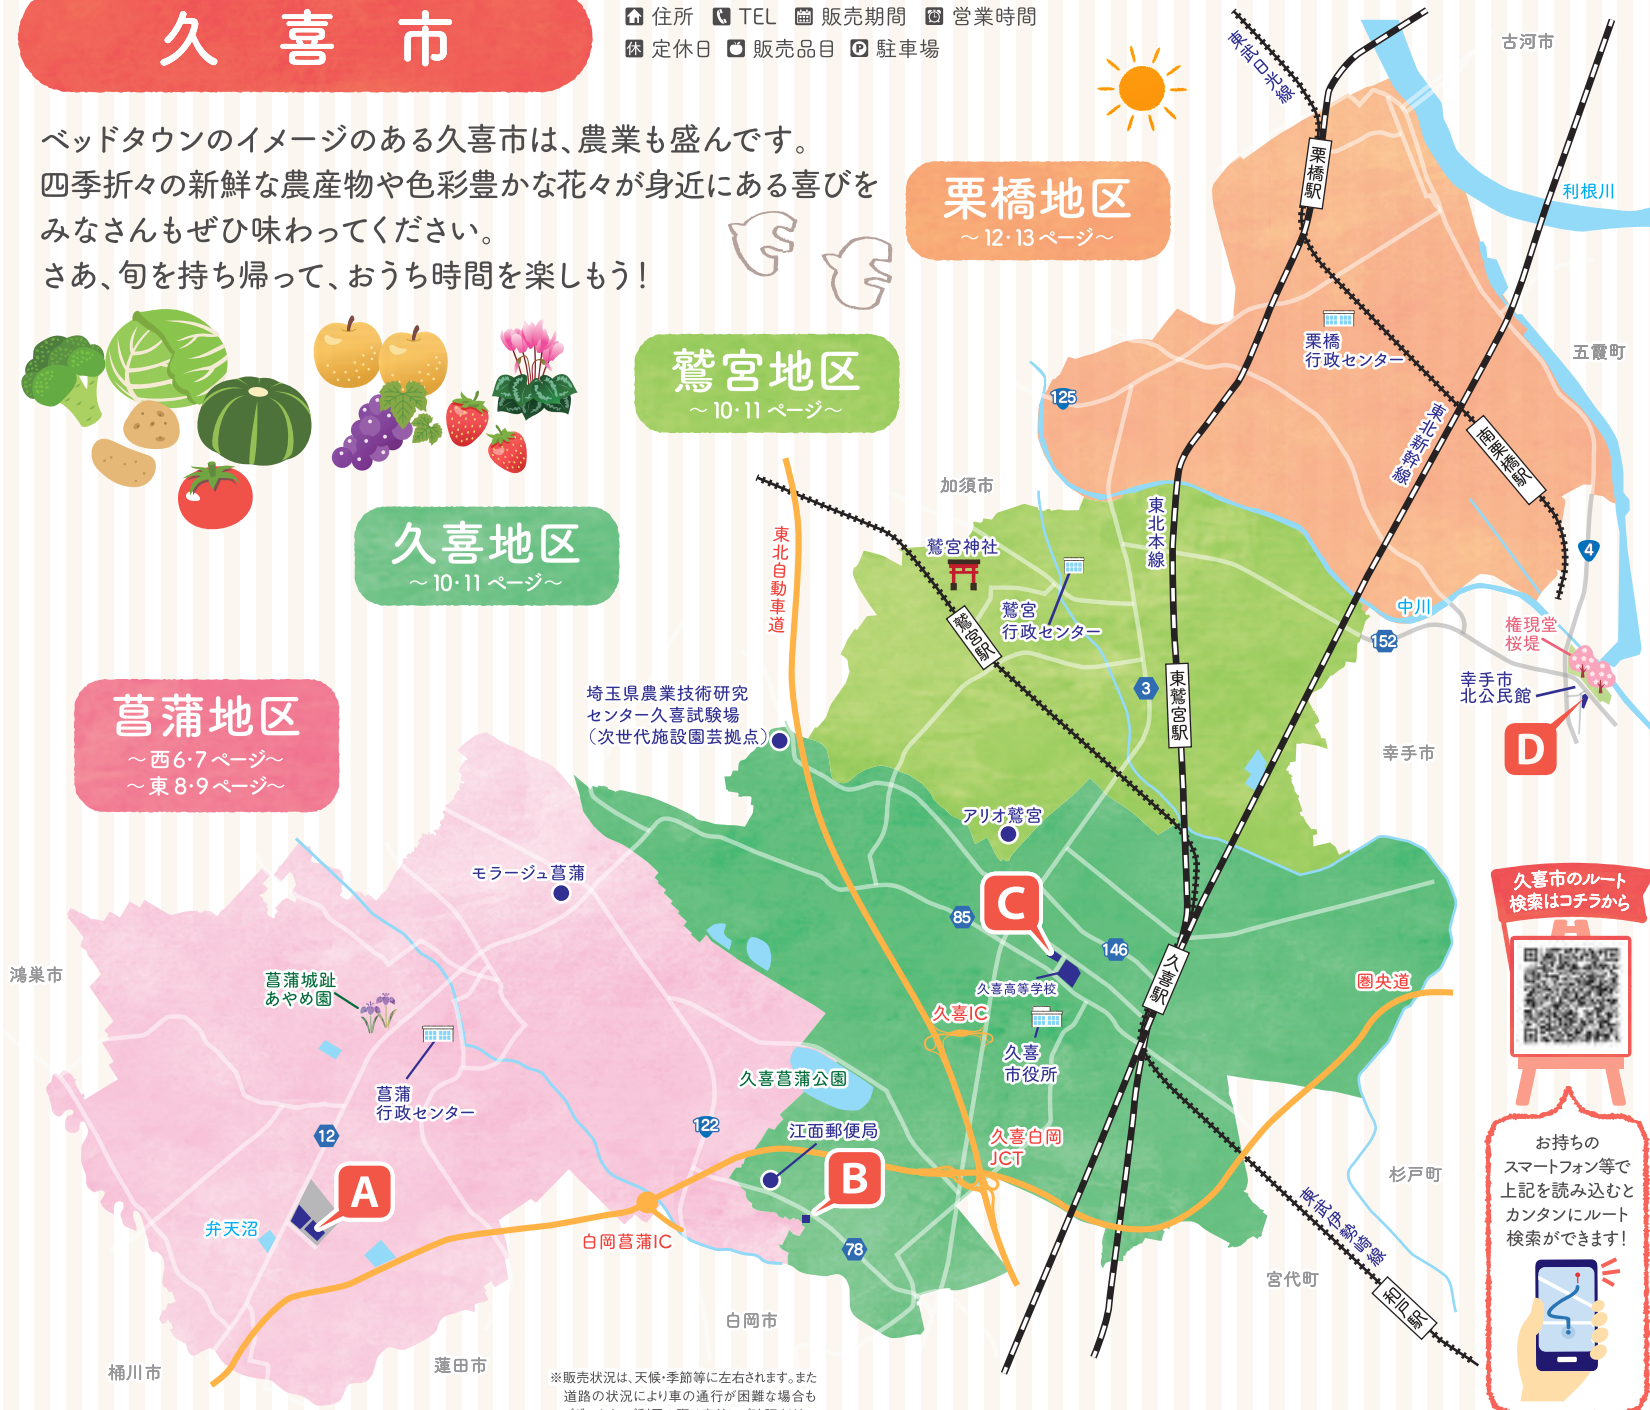 久喜市
住所 TEL 販売期間 営業時間
休 定休日 販売品目 P 駐車場
ベッドタウンのイメージのある久喜市は、農業も盛んです。
四季折々の新鮮な農産物や色彩豊かな花々が身近にある喜びを
みなさんもぜひ味わってください。
さあ、旬を持ち帰って、おうち時間を楽しもう！
栗橋地区
～12・13ページ～
鷲宮地区
～10・11ページ～
久喜地区
～10・11ページ～
菖蒲地区
～西6・7ページ～
～東8・9ページ～
東武日光線
古河市
栗橋駅
利根川
栗橋
行政センター
五霞町
125
東北新幹線
南栗橋駅
加須市
東北本線
東北自動車道
鷲宮神社
鷲宮
行政センター
鷲宮駅
4
中川
152
権現堂
桜堤
幸手市
北公民館
D
幸手市
3
東鷲宮駅
埼玉県農業技術研究
センター久喜試験場
（次世代施設園芸拠点）
アリオ鷲宮
モラージュ菖蒲
85
C
146
久喜高等学校
久喜駅
圏央道
久喜IC
久喜
市役所
鴻巣市
菖蒲城趾
あやめ園
菖蒲
行政センター
12
A
弁天沼
久喜菖蒲公園
122
江面郵便局
B
久喜白岡
JCT
78
白岡菖蒲IC
杉戸町
東武伊勢崎線
宮代町
和戸駅
白岡市
蓮田市
桶川市
久喜市のルート
検索はコチラから
お持ちの
スマートフォン等で
上記を読み込むと
カンタンにルート
検索ができます！
※販売状況は、天候・季節等に左右されます。また
道路の状況により車の通行が困難な場合も